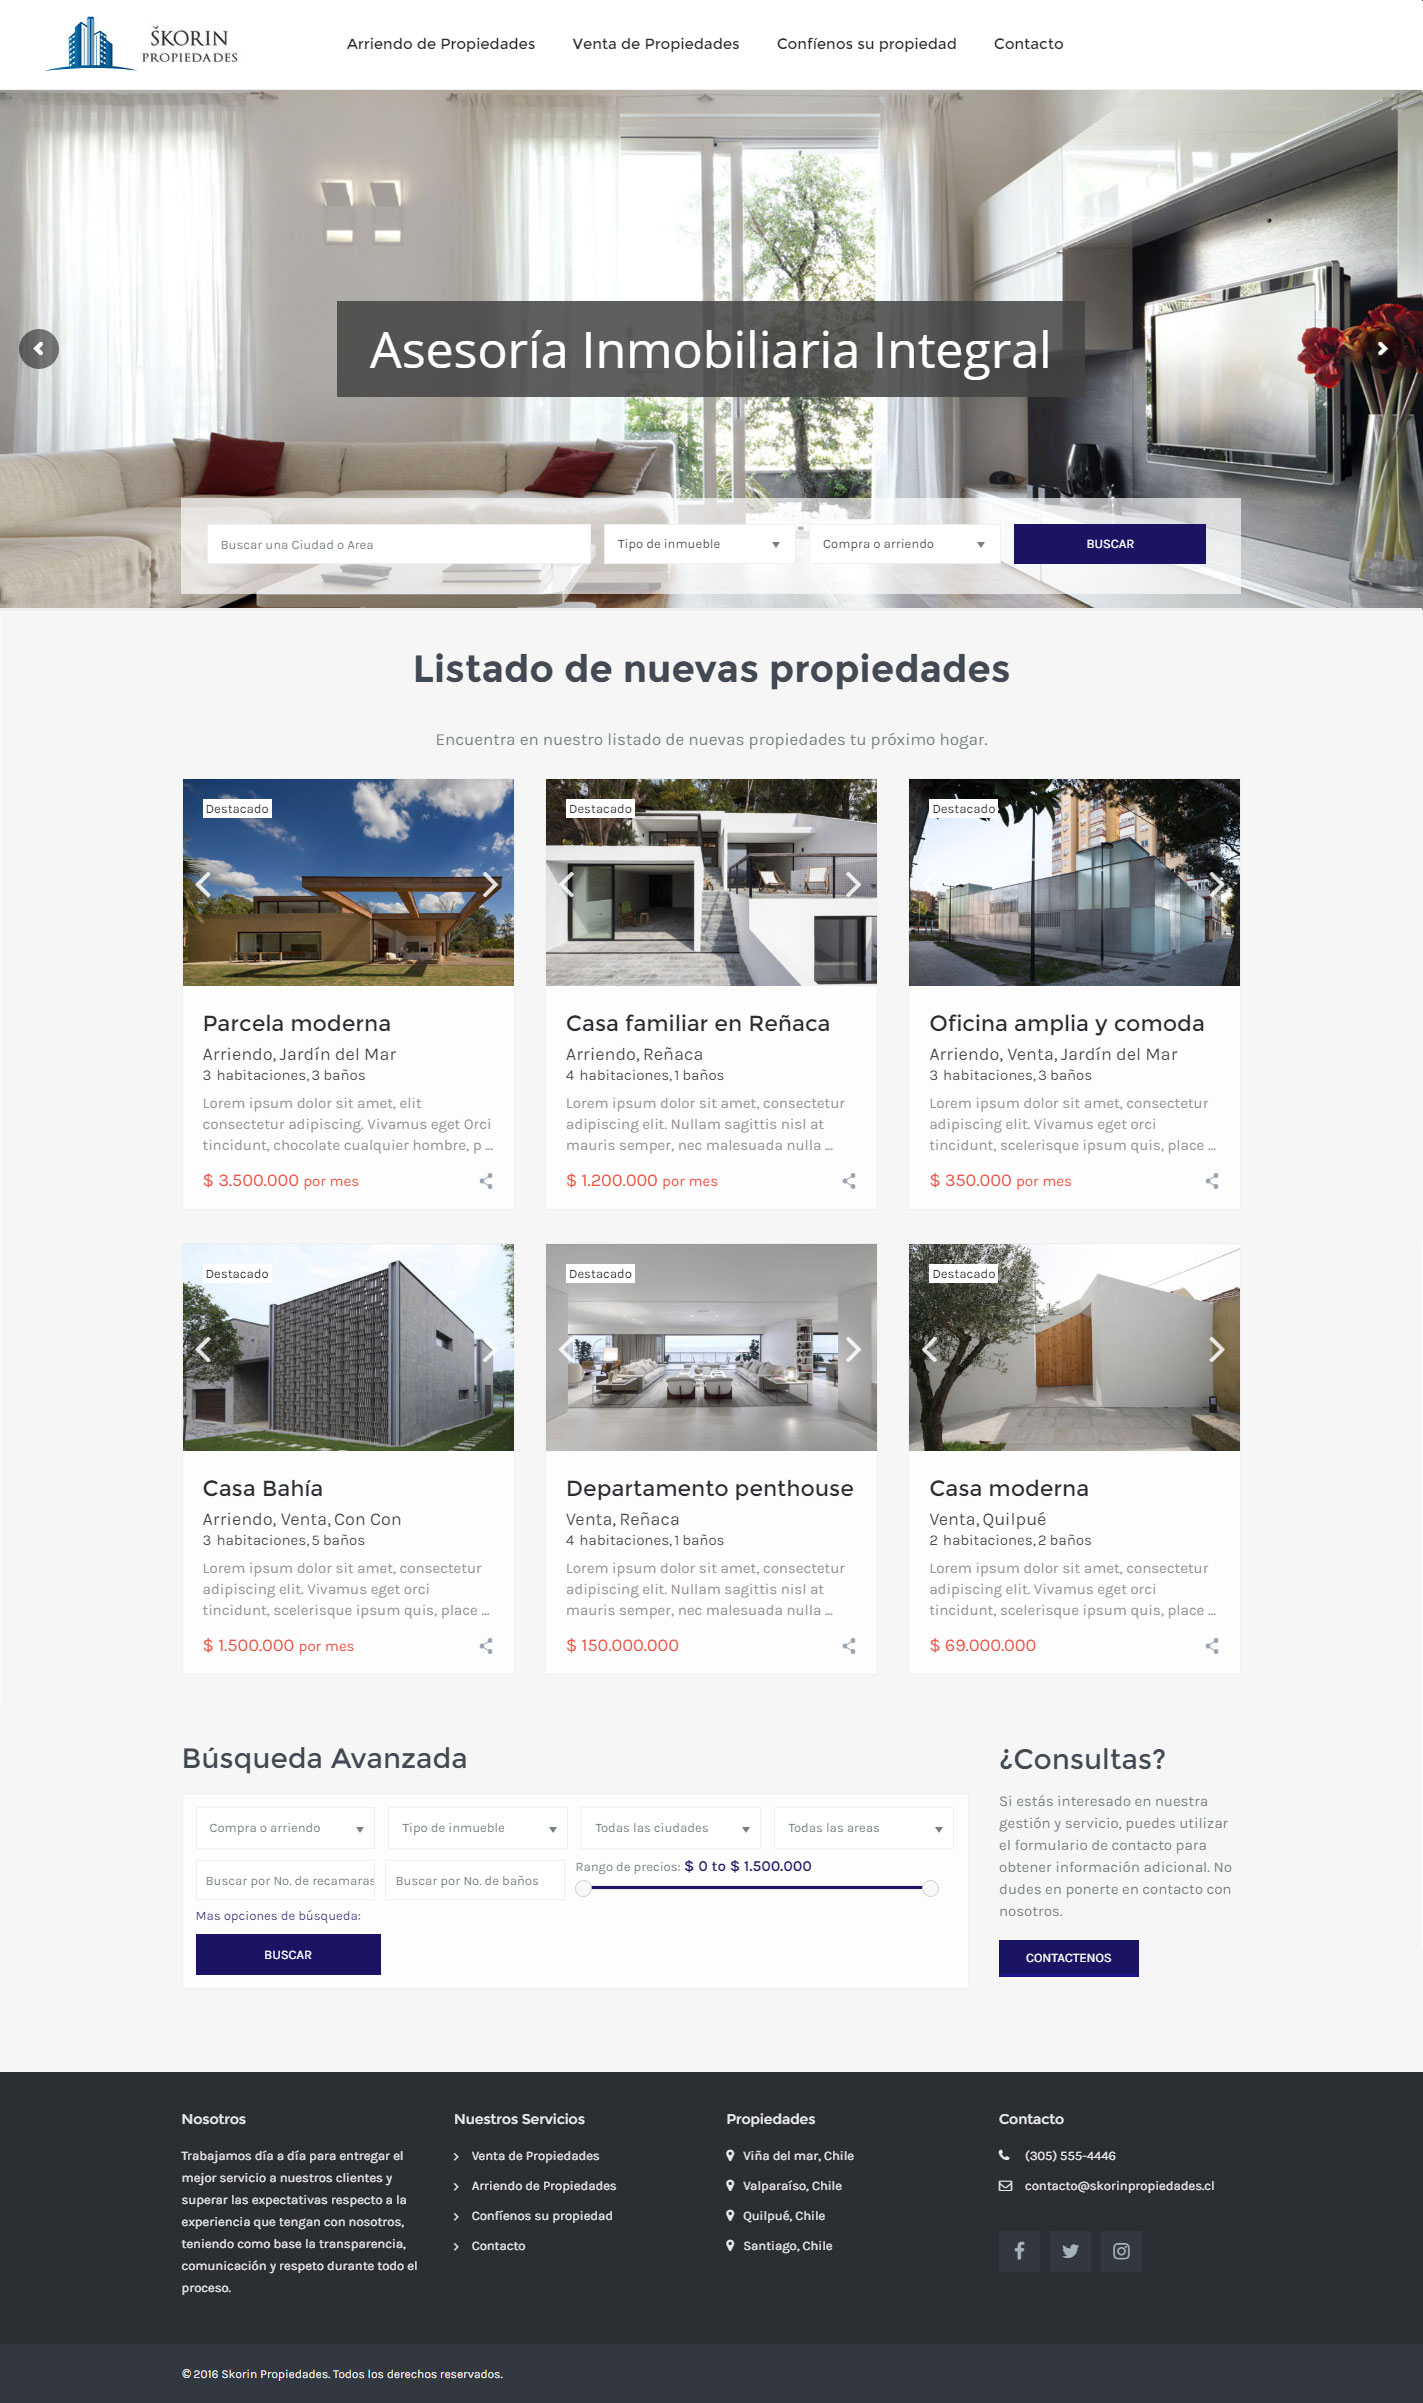 ŠKORIN
PROPIEDADES
Arriendo de Propiedades
Venta de Propiedades
Confíenos su propiedad
Contacto
Asesoría Inmobiliaria Integral
Buscar una Ciudad o Area
Tipo de inmueble
Compra o arriendo
BUSCAR
Listado de nuevas propiedades
Encuentra en nuestro listado de nuevas propiedades tu próximo hogar.
Destacado
Parcela moderna
Arriendo, Jardín del Mar
3 habitaciones, 3 baños
Lorem ipsum dolor sit amet, elit
consectetur adipiscing. Vivamus eget Orci
tincidunt, chocolate cualquier hombre, p ...
$ 3.500.000 por mes
Destacado
Casa familiar en Reñaca
Arriendo, Reñaca
4 habitaciones, 1 baños
Lorem ipsum dolor sit amet, consectetur
adipiscing elit. Nullam sagittis nisl at
mauris semper, nec malesuada nulla ...
$ 1.200.000 por mes
Destacado
Oficina amplia y comoda
Arriendo, Venta, Jardín del Mar
3 habitaciones, 3 baños
Lorem ipsum dolor sit amet, consectetur
adipiscing elit. Vivamus eget orci
tincidunt, scelerisque ipsum quis, place ...
$ 350.000 por mes
Destacado
Casa Bahía
Arriendo, Venta, Con Con
3 habitaciones, 5 baños
Lorem ipsum dolor sit amet, consectetur
adipiscing elit. Vivamus eget orci
tincidunt, scelerisque ipsum quis, place ...
$ 1.500.000 por mes
Destacado
Departamento penthouse
Venta, Reñaca
4 habitaciones, 1 baños
Lorem ipsum dolor sit amet, consectetur
adipiscing elit. Nullam sagittis nisl at
mauris semper, nec malesuada nulla ...
$ 150.000.000
Destacado
Casa moderna
Venta, Quilpué
2 habitaciones, 2 baños
Lorem ipsum dolor sit amet, consectetur
adipiscing elit. Vivamus eget orci
tincidunt, scelerisque ipsum quis, place ...
$ 69.000.000
Búsqueda Avanzada
Compra o arriendo
Tipo de inmueble
Todas las ciudades
Todas las areas
Buscar por No. de recamaras
Buscar por No. de baños
Rango de precios: $ 0 to $ 1.500.000
Mas opciones de búsqueda:
BUSCAR
¿Consultas?
Si estás interesado en nuestra
gestión y servicio, puedes utilizar
el formulario de contacto para
obtener información adicional. No
dudes en ponerte en contacto con
nosotros.
CONTACTENOS
Nosotros
Trabajamos día a día para entregar el
mejor servicio a nuestros clientes y
superar las expectativas respecto a la
experiencia que tengan con nosotros,
teniendo como base la transparencia,
comunicación y respeto durante todo el
proceso.
Nuestros Servicios
Venta de Propiedades
Arriendo de Propiedades
Confíenos su propiedad
Contacto
Propiedades
Viña del mar, Chile
Valparaíso, Chile
Quilpué, Chile
Santiago, Chile
Contacto
(305) 555-4446
contacto@skorinpropiedades.cl
© 2016 Skorin Propiedades. Todos los derechos reservados.